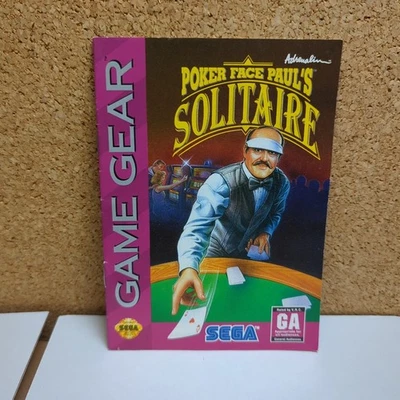 GAME GEAR
Adrenalin
POKER FACE PAUL'S
SOLITAIRE
SEGA
SEGA
GA